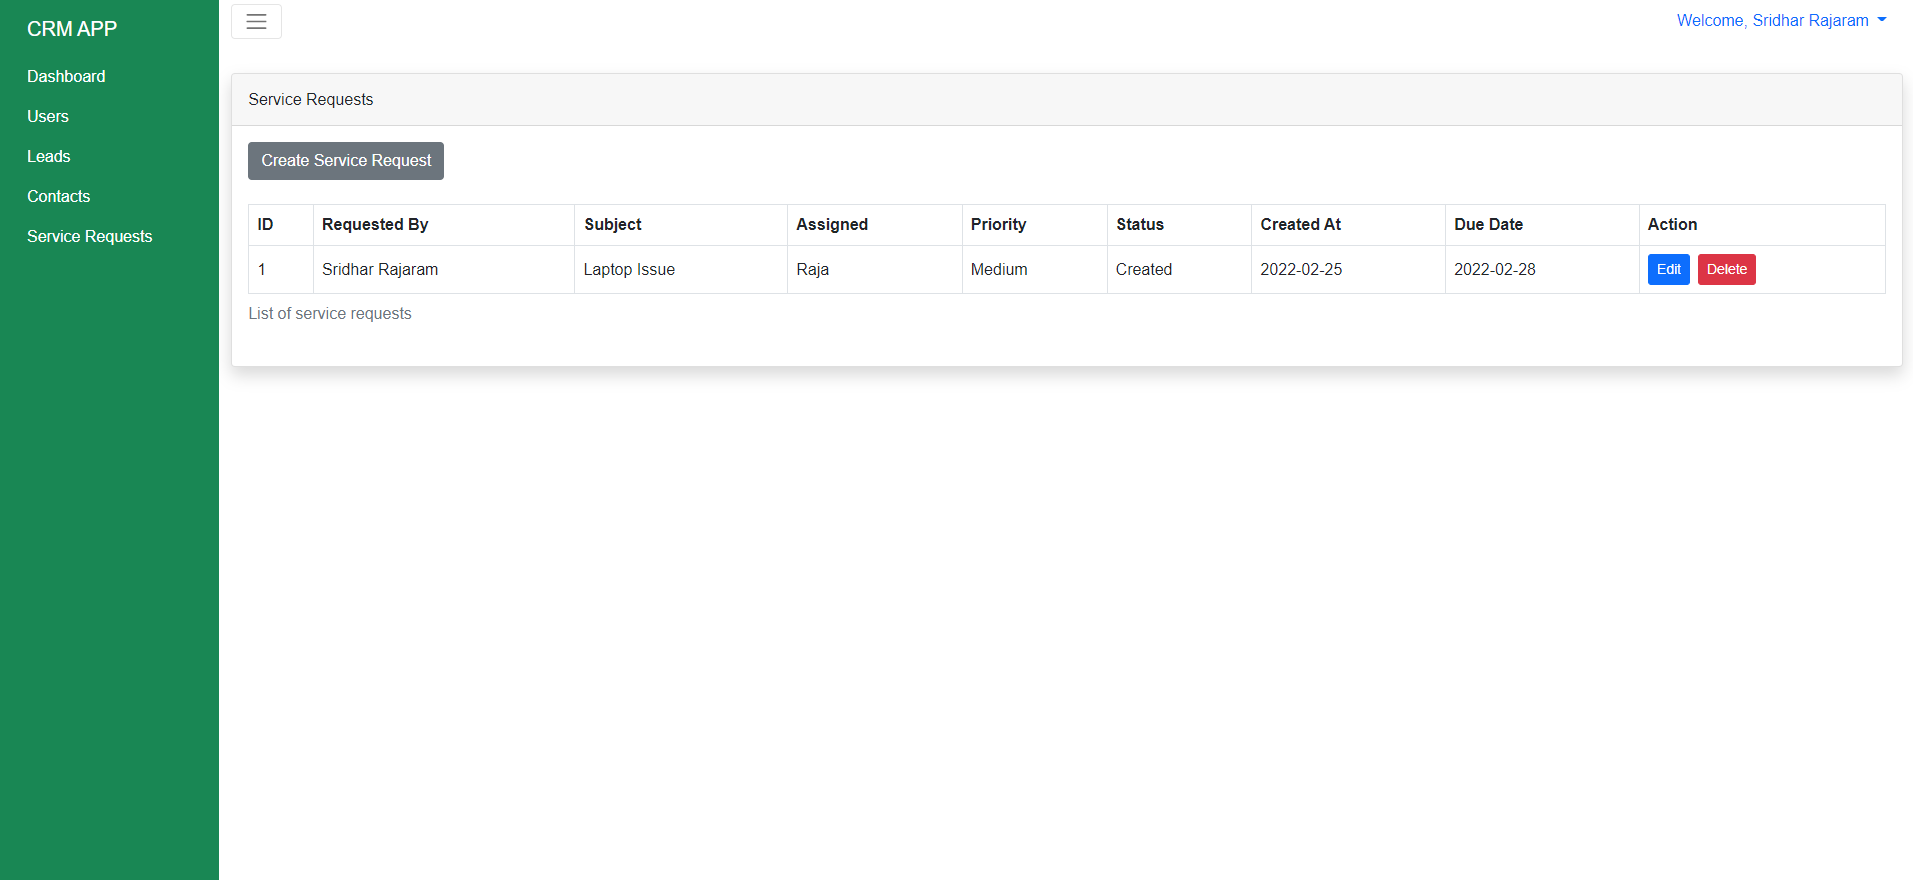 CRM APP
Welcome, Sridhar Rajaram
Dashboard
Users
Leads
Contacts
Service Requests
Service Requests
Create Service Request
ID Requested By Subject Assigned Priority Status Created At Due Date Action
1 Sridhar Rajaram Laptop Issue Raja Medium Created 2022-02-25 2022-02-28 Edit Delete
List of service requests